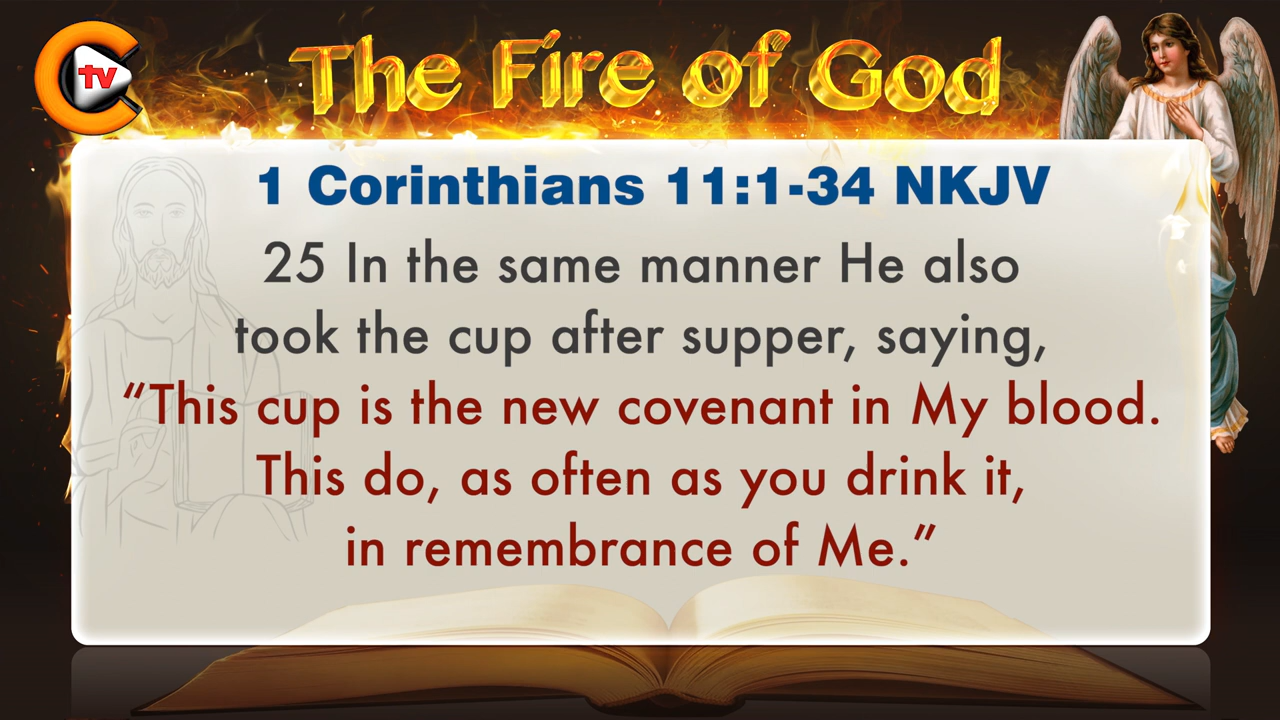 C tv
The Fire of God
1 Corinthians 11:1-34 NKJV
25 In the same manner He also
took the cup after supper, saying,
“This cup is the new covenant in My blood.
This do, as often as you drink it,
in remembrance of Me.”